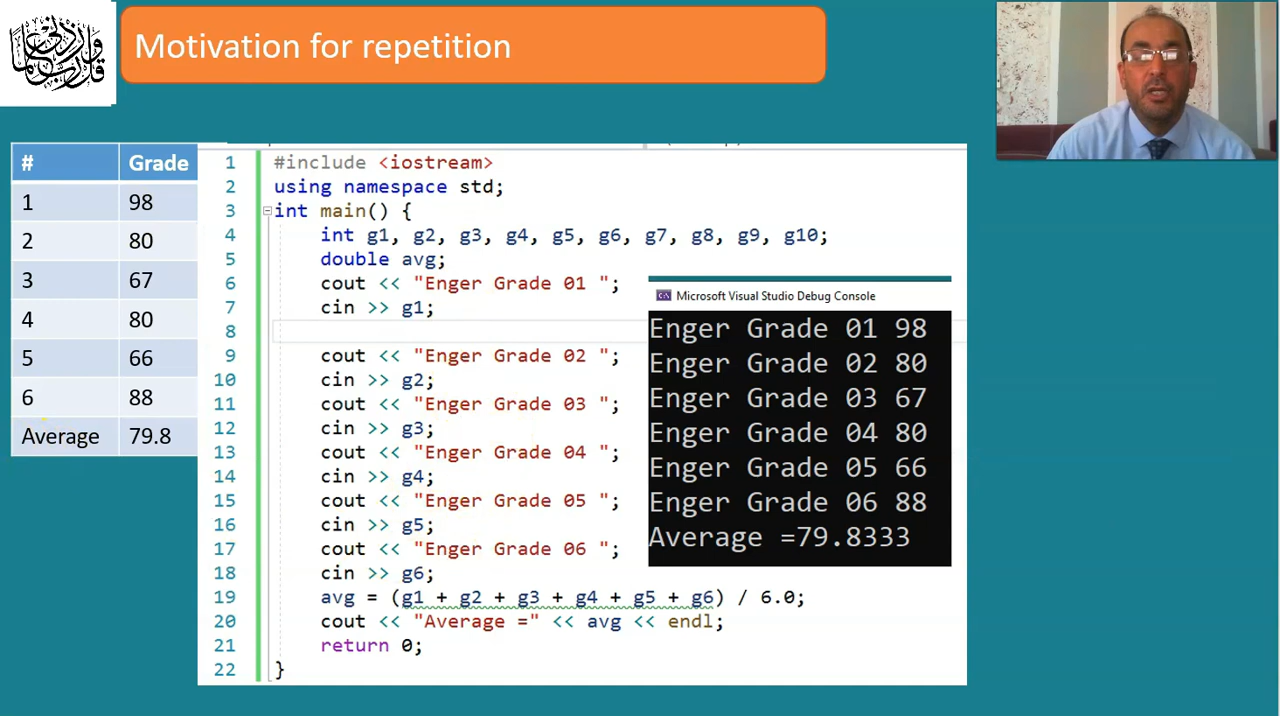 وقل رب زدني علما
Motivation for repetition
# Grade
1 98
2 80
3 67
4 80
5 66
6 88
Average 79.8
1 #include <iostream>
2 using namespace std;
3 int main() {
4 int g1, g2, g3, g4, g5, g6, g7, g8, g9, g10;
5 double avg;
6 cout << "Enger Grade 01 ";
7 cin >> g1;
8
9 cout << "Enger Grade 02 ";
10 cin >> g2;
11 cout << "Enger Grade 03 ";
12 cin >> g3;
13 cout << "Enger Grade 04 ";
14 cin >> g4;
15 cout << "Enger Grade 05 ";
16 cin >> g5;
17 cout << "Enger Grade 06 ";
18 cin >> g6;
19 avg = (g1 + g2 + g3 + g4 + g5 + g6) / 6.0;
20 cout << "Average =" << avg << endl;
21 return 0;
22 }
Microsoft Visual Studio Debug Console
Enger Grade 01 98
Enger Grade 02 80
Enger Grade 03 67
Enger Grade 04 80
Enger Grade 05 66
Enger Grade 06 88
Average =79.8333